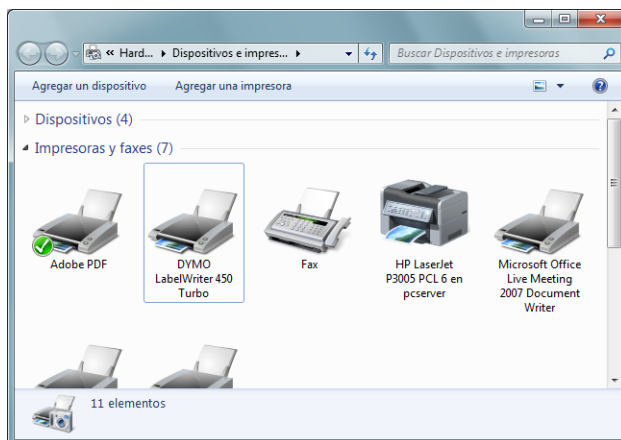 « Hard... ▸ Dispositivos e impres... ▸
Buscar Dispositivos e impresoras
Agregar un dispositivo Agregar una impresora
Dispositivos (4)
Impresoras y faxes (7)
Adobe PDF
DYMO
LabelWriter 450
Turbo
Fax
HP LaserJet
P3005 PCL 6 en
pcserver
Microsoft Office
Live Meeting
2007 Document
Writer
11 elementos